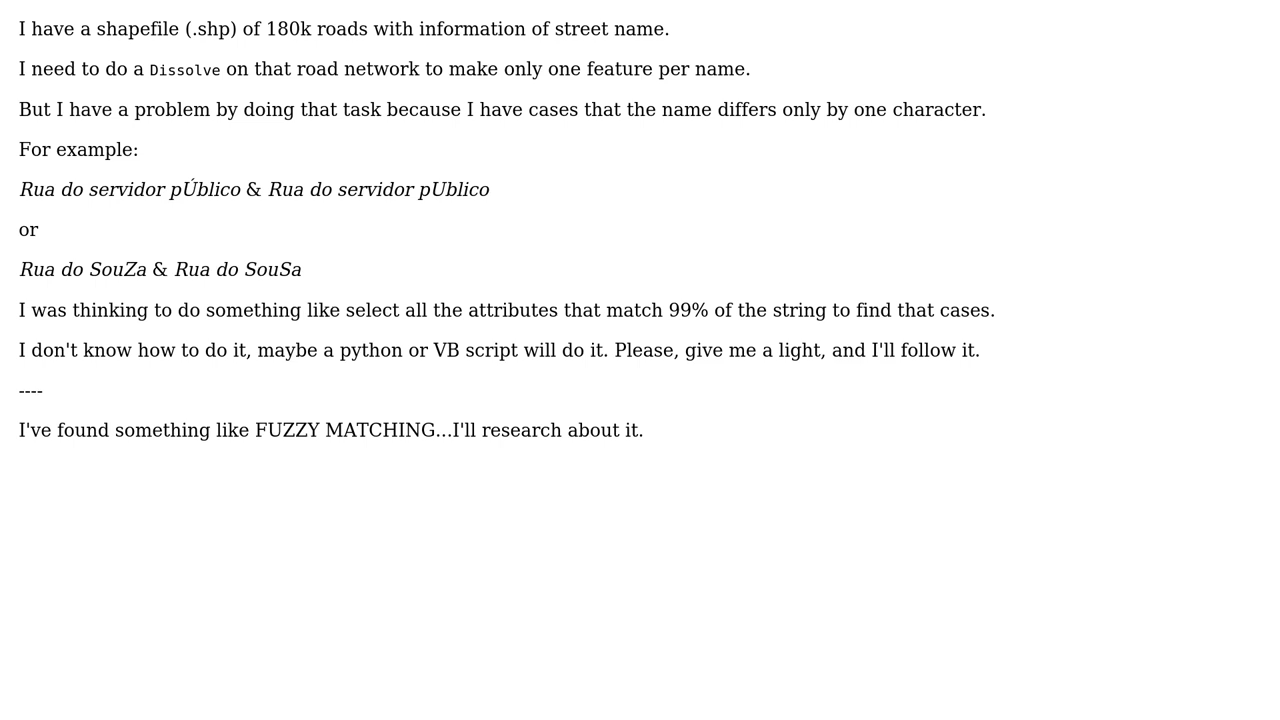 I have a shapefile (.shp) of 180k roads with information of street name.
I need to do a Dissolve on that road network to make only one feature per name.
But I have a problem by doing that task because I have cases that the name differs only by one character.
For example:
Rua do servidor pÚblico & Rua do servidor pUblico
or
Rua do SouZa & Rua do SouSa
I was thinking to do something like select all the attributes that match 99% of the string to find that cases.
I don't know how to do it, maybe a python or VB script will do it. Please, give me a light, and I'll follow it.
----
I've found something like FUZZY MATCHING...I'll research about it.